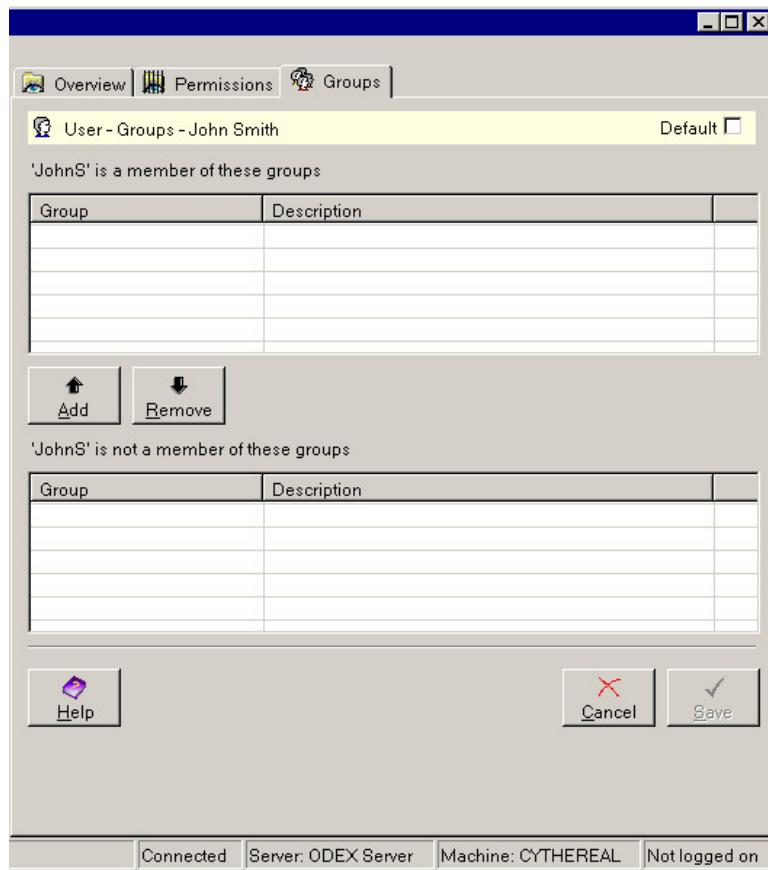 Overview Permissions Groups
User - Groups - John Smith Default
'JohnS' is a member of these groups
Group Description
Add Remove
'JohnS' is not a member of these groups
Group Description
Help Cancel Save
Connected Server: ODEX Server Machine: CYTHEREAL Not logged on